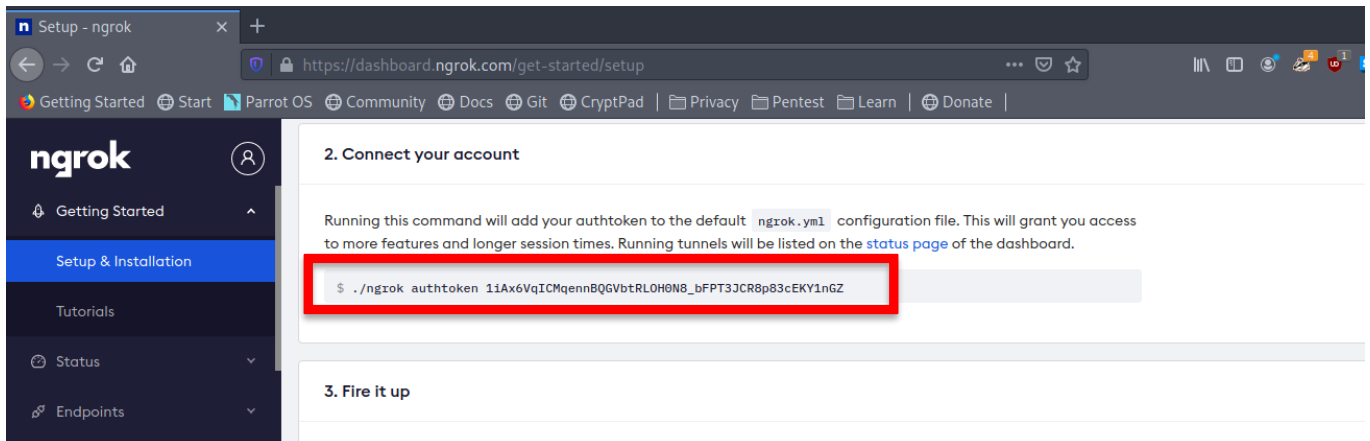 Setup - ngrok
https://dashboard.ngrok.com/get-started/setup
4
1
Getting Started Start Parrot OS Community Docs Git CryptPad Privacy Pentest Learn Donate
ngrok
Getting Started
Setup & Installation
Tutorials
Status
Endpoints
2. Connect your account
Running this command will add your authtoken to the default ngrok.yml configuration file. This will grant you access
to more features and longer session times. Running tunnels will be listed on the status page of the dashboard.
$ ./ngrok authtoken 1iAx6VqICMqennBQGVbtRLOH0N8_bFPT3JCR8p83cEKY1nGZ
3. Fire it up